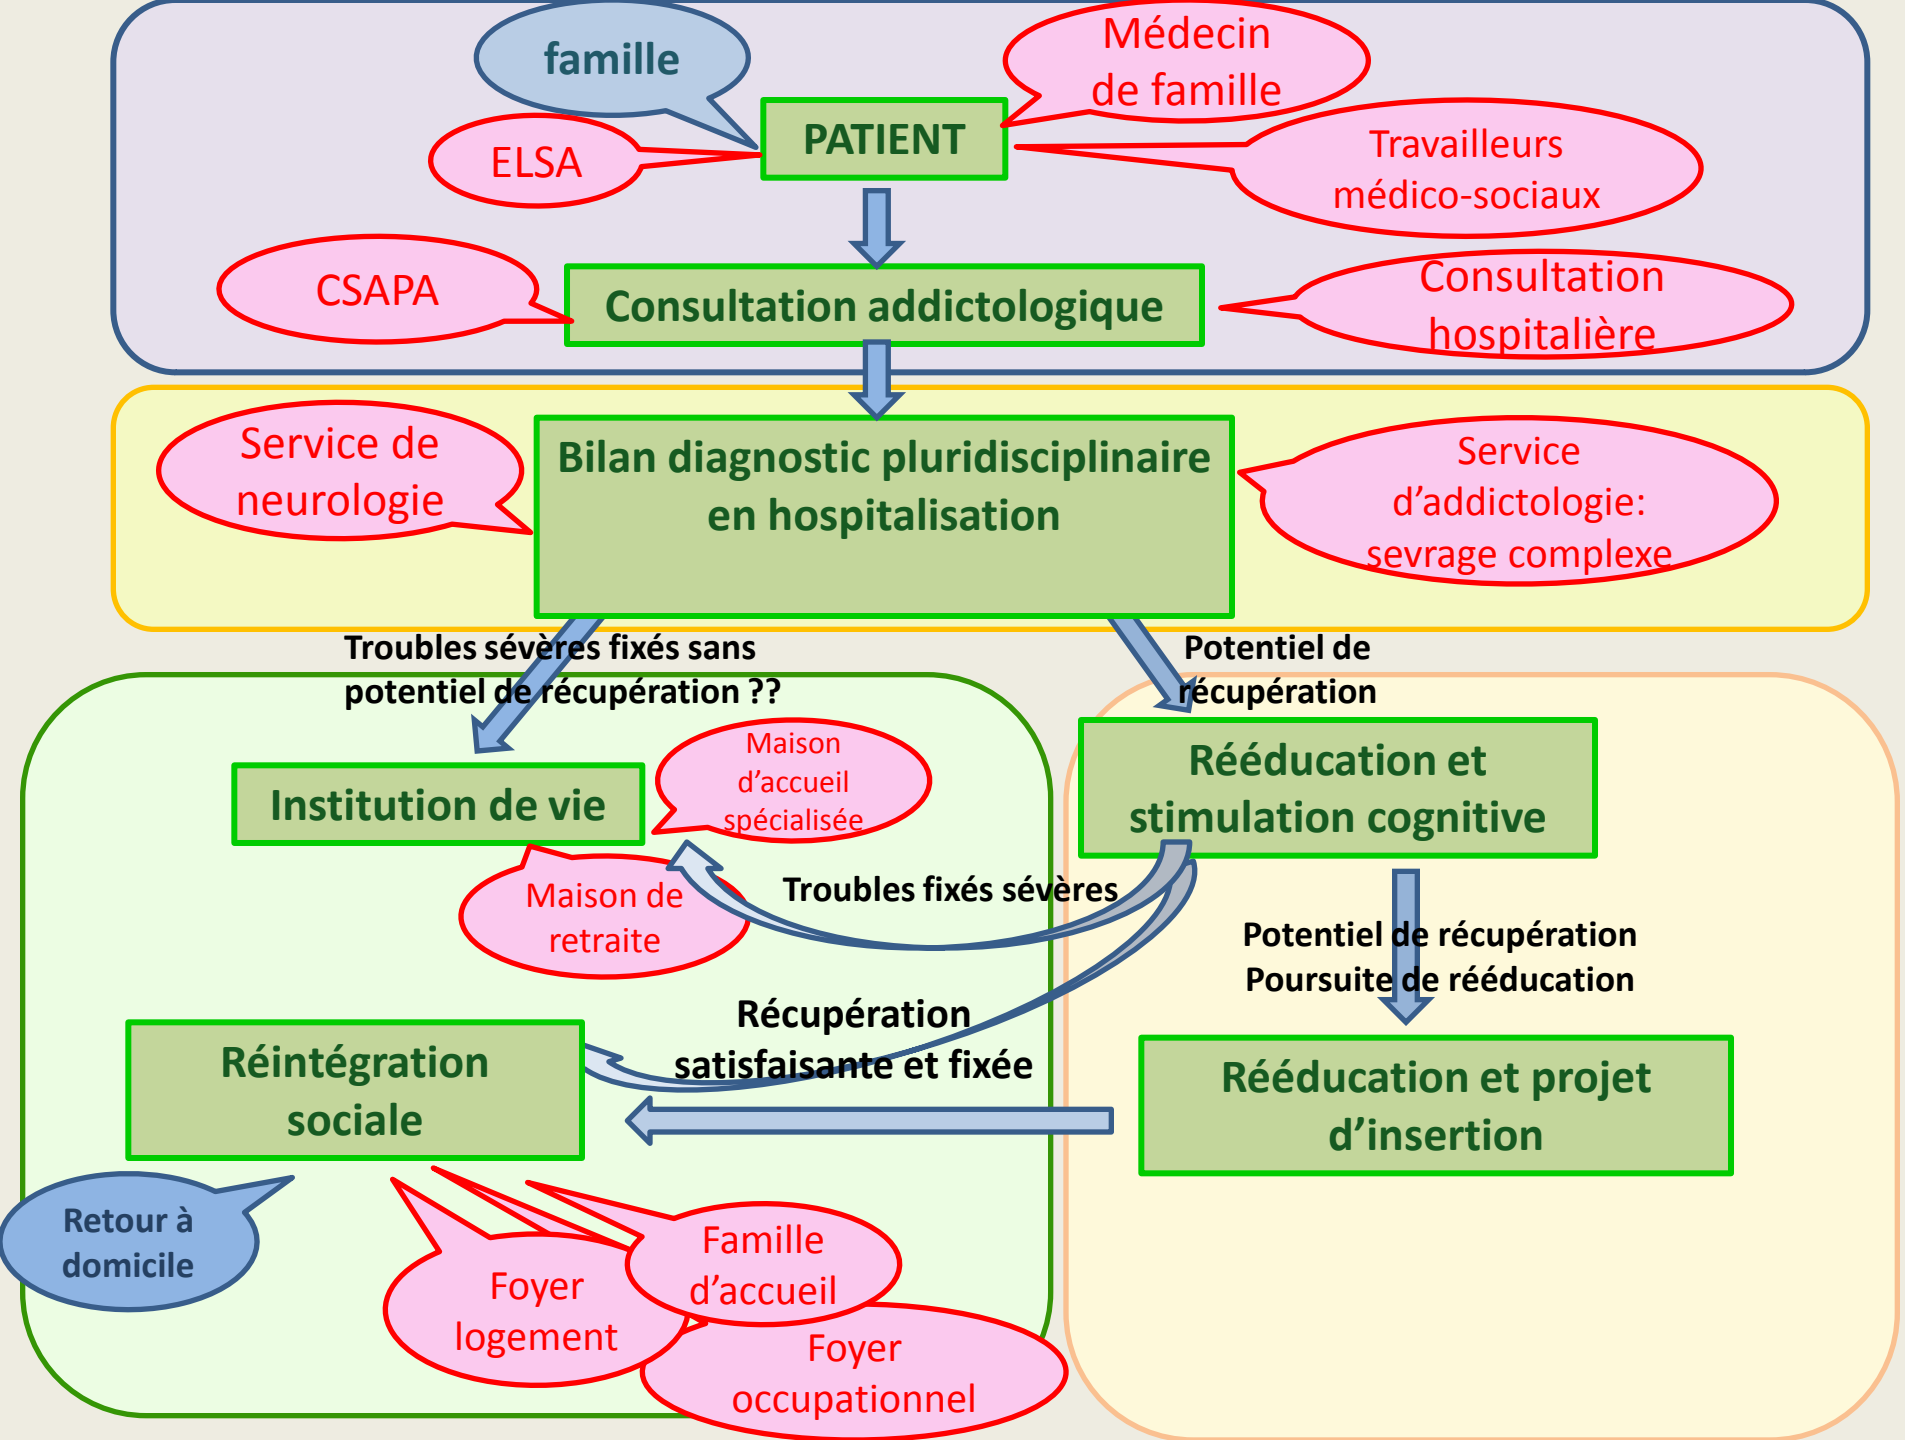 famille
Médecin
de famille
PATIENT
ELSA
Travailleurs
médico-sociaux
CSAPA
Consultation addictologique
Consultation
hospitalière
Service de
neurologie
Bilan diagnostic pluridisciplinaire
en hospitalisation
Service
d’addictologie:
sevrage complexe
Troubles sévères fixés sans
potentiel de récupération ??
Potentiel de
récupération
Institution de vie
Maison
d’accueil
spécialisée
Rééducation et
stimulation cognitive
Maison de
retraite
Troubles fixés sévères
Potentiel de récupération
Poursuite de rééducation
Récupération
satisfaisante et fixée
Réintégration
sociale
Rééducation et projet
d’insertion
Retour à
domicile
Foyer
logement
Famille
d’accueil
Foyer
occupationnel